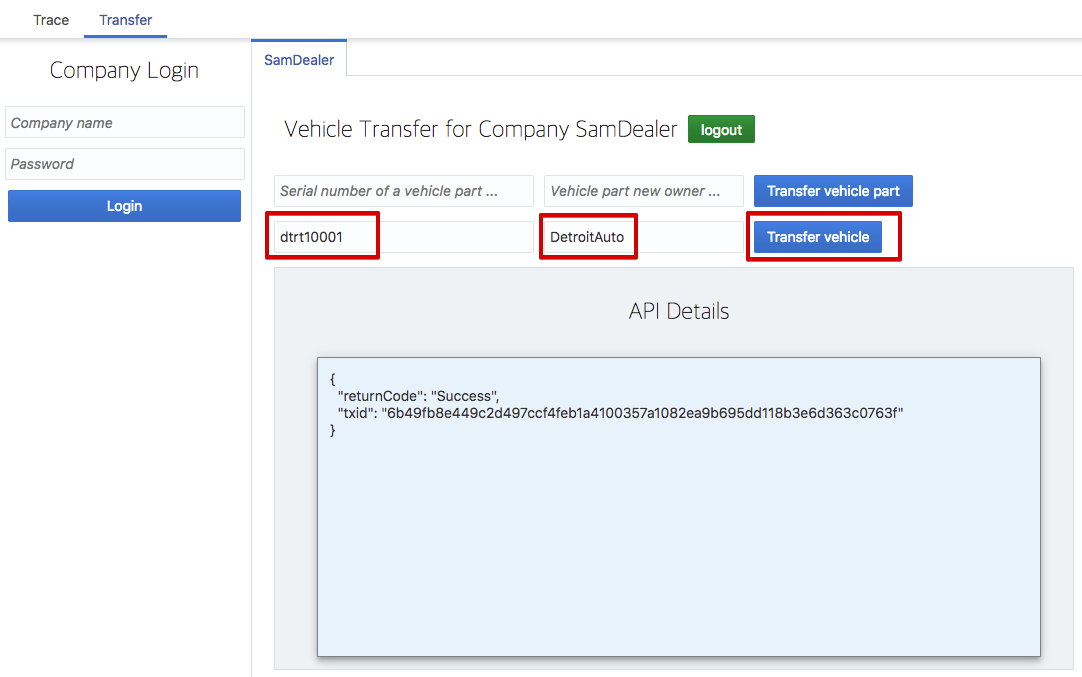 Trace Transfer
Company Login
Company name
Password
Login
SamDealer
Vehicle Transfer for Company SamDealer logout
Serial number of a vehicle part ... Vehicle part new owner ... Transfer vehicle part
dtrt10001 DetroitAuto Transfer vehicle
API Details
{
"returnCode": "Success",
"txid": "6b49fb8e449c2d497ccf4feb1a4100357a1082ea9b695dd118b3e6d363c0763f"
}